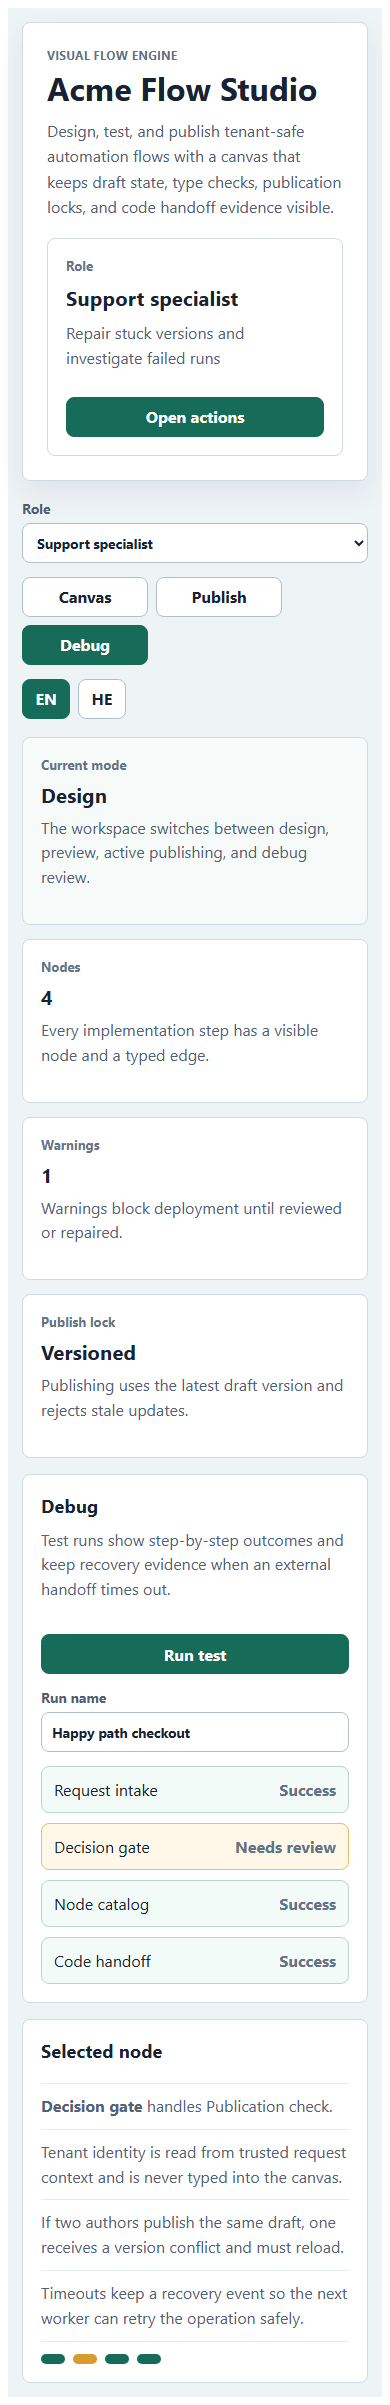 VISUAL FLOW ENGINE
Acme Flow Studio
Design, test, and publish tenant-safe
automation flows with a canvas that
keeps draft state, type checks, publication
locks, and code handoff evidence visible.
Role
Support specialist
Repair stuck versions and
investigate failed runs
Open actions
Role
Support specialist
Canvas
Publish
Debug
EN
HE
Current mode
Design
The workspace switches between design,
preview, active publishing, and debug
review.
Nodes
4
Every implementation step has a visible
node and a typed edge.
Warnings
1
Warnings block deployment until reviewed
or repaired.
Publish lock
Versioned
Publishing uses the latest draft version and
rejects stale updates.
Debug
Test runs show step-by-step outcomes and
keep recovery evidence when an external
handoff times out.
Run test
Run name
Happy path checkout
Request intake Success
Decision gate Needs review
Node catalog Success
Code handoff Success
Selected node
Decision gate handles Publication check.
Tenant identity is read from trusted request
context and is never typed into the canvas.
If two authors publish the same draft, one
receives a version conflict and must reload.
Timeouts keep a recovery event so the next
worker can retry the operation safely.